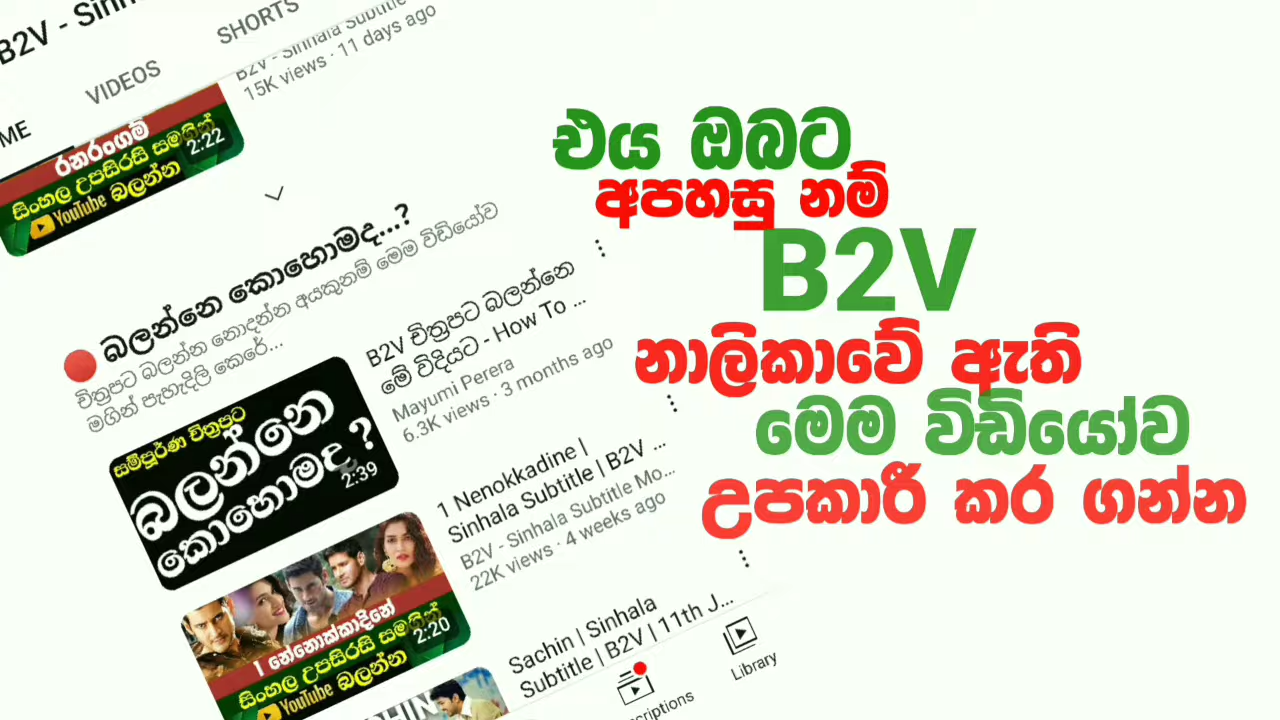 B2V - Sinh
VIDEOS
SHORTS
ME
B2V - Sinhala Subtitle
15K views · 11 days ago
රනරංගම්
සිංහල උපසිරසි සමගින්
YouTube බලන්න
2:22
බලන්නෙ කොහොමද...?
චිත්‍රපට බලන්න නොදන්න අයකුනම් මෙම විඩියෝව
මගින් පැහැදිලි කෙරේ...
සම්පූර්ණ චිත්‍රපට
බලන්නෙ
කොහොමද ?
2:39
B2V චිත්‍රපට බලන්නෙ
මේ විදියට - How To ...
Mayumi Perera
6.3K views · 3 months ago
1 නේනොක්කාදිනේ
සිංහල උපසිරසි සමගින්
YouTube බලන්න
2:20
1 Nenokkadine |
Sinhala Subtitle | B2V ...
B2V - Sinhala Subtitle Mo...
22K views · 4 weeks ago
HIN
Sachin | Sinhala
Subtitle | B2V | 11th J...
criptions
Library
එය ඔබට
අපහසු නම්
B2V
නාලිකාවේ ඇති
මෙම විඩියෝව
උපකාරී කර ගන්න